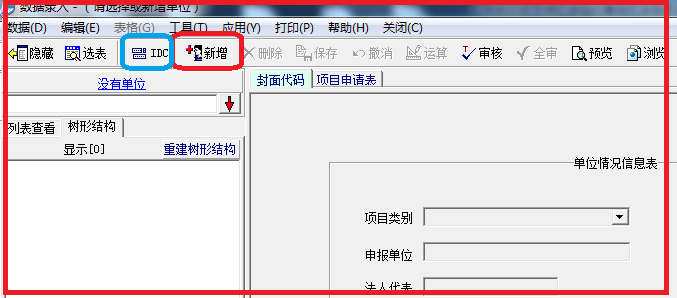 数据录入 - （ 请选择或新增单位 ）
数据(D) 编辑(E) 表格(G) 工具(T) 应用(Y) 打印(P) 帮助(H) 关闭(C)
隐藏 选表 IDC 新增 删除 保存 撤消 运算 审核 全审 预览 浏览
没有单位
封面代码 项目申请表
列表查看 树形结构
显示[0] 重建树形结构
单位情况信息表
项目类别
申报单位
法人代表